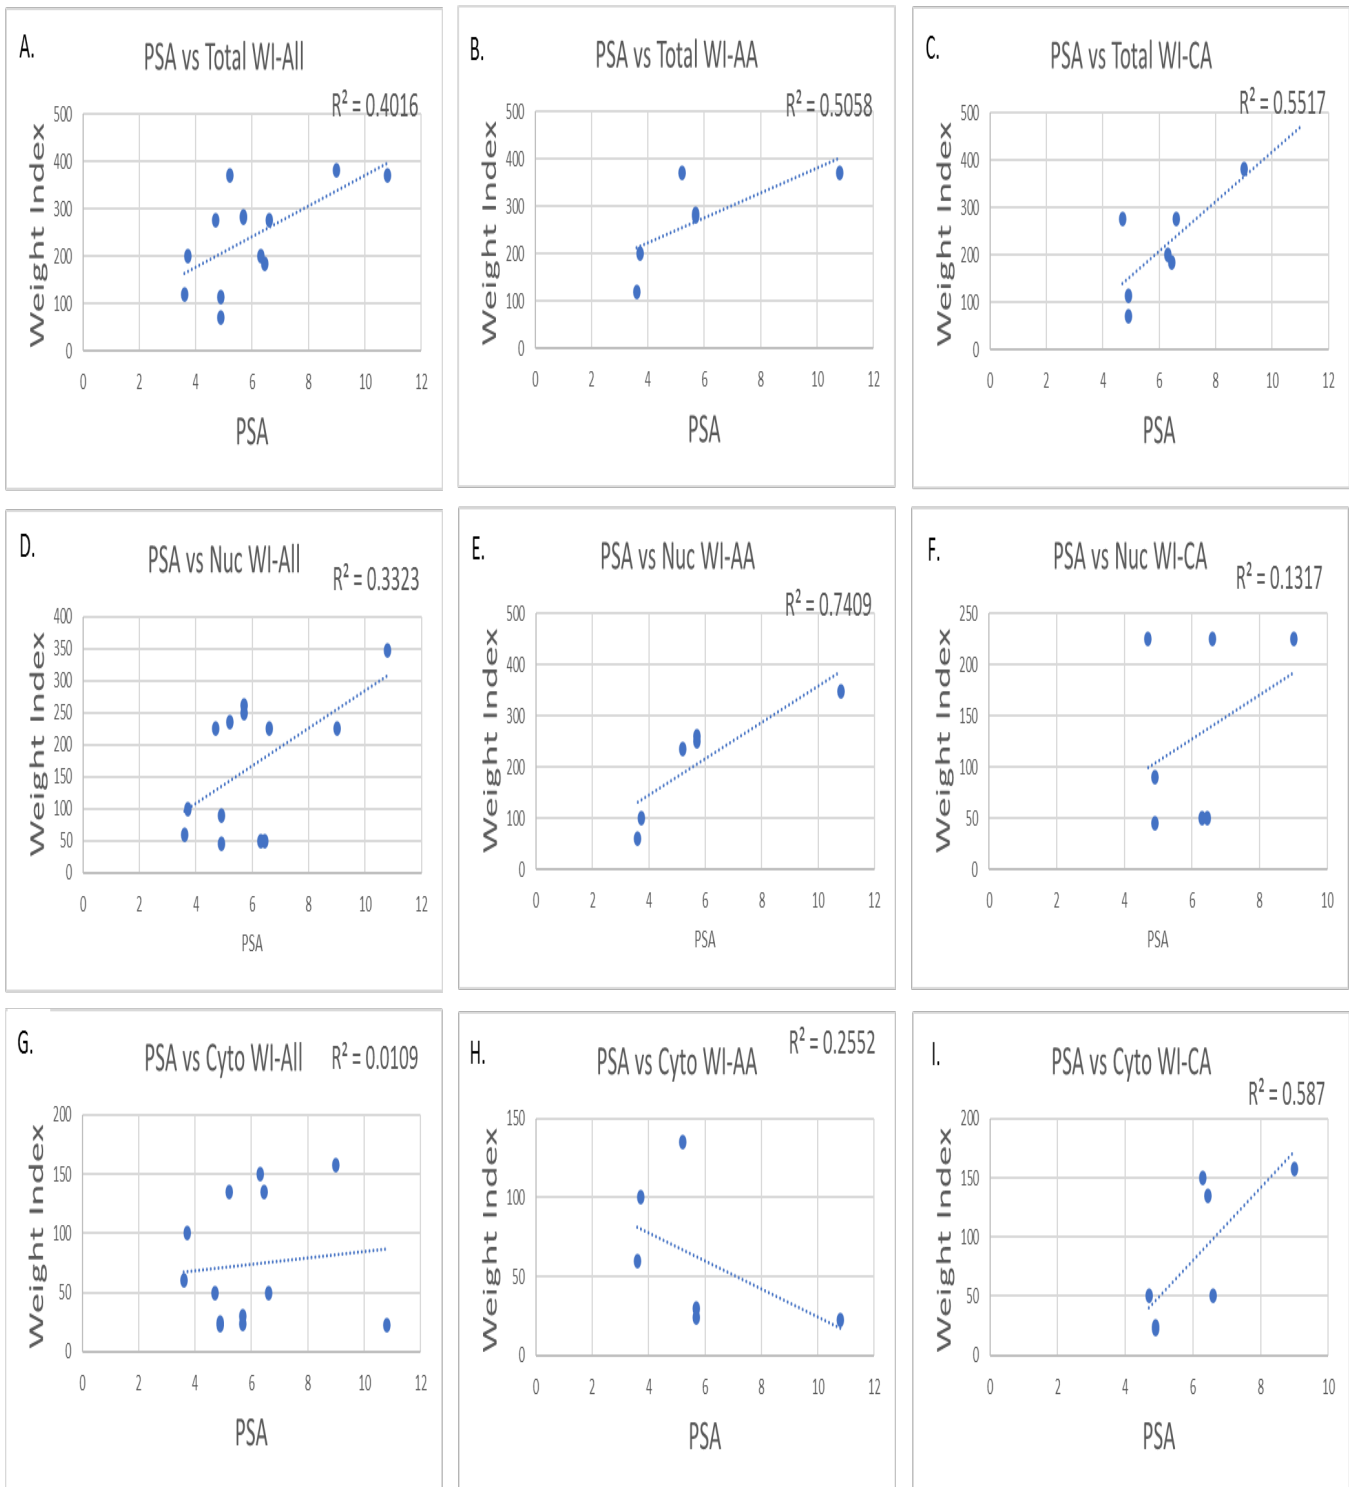 A.
PSA vs Total WI-All
R² = 0.4016
Weight Index
500
400
300
200
100
0
0 2 4 6 8 10 12
PSA
B.
PSA vs Total WI-AA
R² = 0.5058
Weight Index
500
400
300
200
100
0
0 2 4 6 8 10 12
PSA
C.
PSA vs Total WI-CA
R² = 0.5517
Weight Index
500
400
300
200
100
0
0 2 4 6 8 10 12
PSA
D.
PSA vs Nuc WI-All
R² = 0.3323
Weight Index
400
350
300
250
200
150
100
50
0
0 2 4 6 8 10 12
PSA
E.
PSA vs Nuc WI-AA
R² = 0.7409
Weight Index
500
400
300
200
100
0
0 2 4 6 8 10 12
PSA
F.
PSA vs Nuc WI-CA
R² = 0.1317
Weight Index
250
200
150
100
50
0
0 2 4 6 8 10
PSA
G.
PSA vs Cyto WI-All
R² = 0.0109
Weight Index
200
150
100
50
0
0 2 4 6 8 10 12
PSA
H.
PSA vs Cyto WI-AA
R² = 0.2552
Weight Index
150
100
50
0
0 2 4 6 8 10 12
PSA
I.
PSA vs Cyto WI-CA
R² = 0.587
Weight Index
200
150
100
50
0
0 2 4 6 8 10
PSA